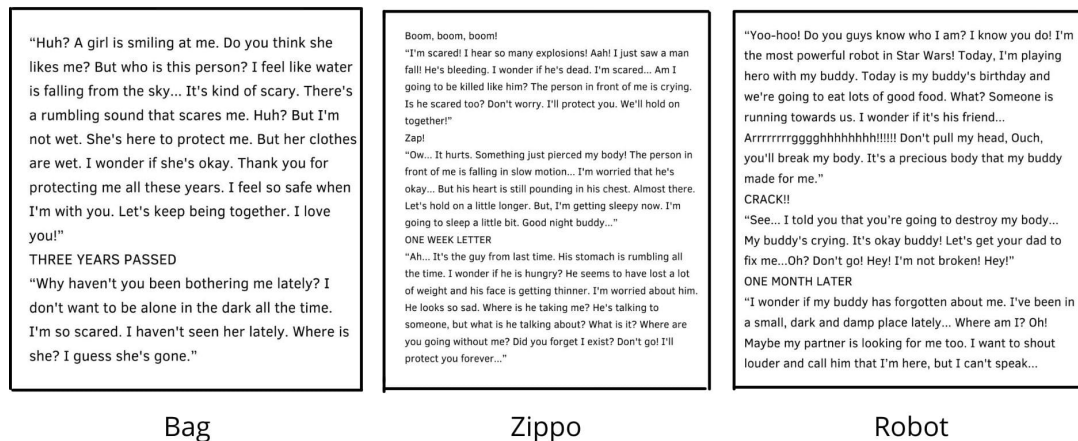 “Huh? A girl is smiling at me. Do you think she
likes me? But who is this person? I feel like water
is falling from the sky... It's kind of scary. There's
a rumbling sound that scares me. Huh? But I'm
not wet. She's here to protect me. But her clothes
are wet. I wonder if she's okay. Thank you for
protecting me all these years. I feel so safe when
I'm with you. Let's keep being together. I love
you!”
THREE YEARS PASSED
“Why haven't you been bothering me lately? I
don't want to be alone in the dark all the time.
I'm so scared. I haven't seen her lately. Where is
she? I guess she's gone.”
Bag
Boom, boom, boom!
“I'm scared! I hear so many explosions! Aah! I just saw a man
fall! He's bleeding. I wonder if he's dead. I'm scared... Am I
going to be killed like him? The person in front of me is crying.
Is he scared too? Don't worry. I'll protect you. We'll hold on
together!”
Zap!
“Ow... It hurts. Something just pierced my body! The person in
front of me is falling in slow motion... I'm worried that he's
okay... But his heart is still pounding in his chest. Almost there.
Let's hold on a little longer. But, I'm getting sleepy now. I'm
going to sleep a little bit. Good night buddy...”
ONE WEEK LETTER
“Ah... It's the guy from last time. His stomach is rumbling all
the time. I wonder if he is hungry? He seems to have lost a lot
of weight and his face is getting thinner. I'm worried about him.
He looks so sad. Where is he taking me? He's talking to
someone, but what is he talking about? What is it? Where are
you going without me? Did you forget I exist? Don't go! I'll
protect you forever...”
Zippo
“Yoo-hoo! Do you guys know who I am? I know you do! I'm
the most powerful robot in Star Wars! Today, I'm playing
hero with my buddy. Today is my buddy's birthday and
we're going to eat lots of good food. What? Someone is
running towards us. I wonder if it's his friend...
Arrrrrrrrgggghhhhhhhh!!!!!! Don't pull my head, Ouch,
you'll break my body. It's a precious body that my buddy
made for me.”
CRACK!!
“See... I told you that you're going to destroy my body...
My buddy's crying. It's okay buddy! Let's get your dad to
fix me...Oh? Don't go! Hey! I'm not broken! Hey!”
ONE MONTH LATER
“I wonder if my buddy has forgotten about me. I've been in
a small, dark and damp place lately... Where am I? Oh!
Maybe my partner is looking for me too. I want to shout
louder and call him that I'm here, but I can't speak...
Robot